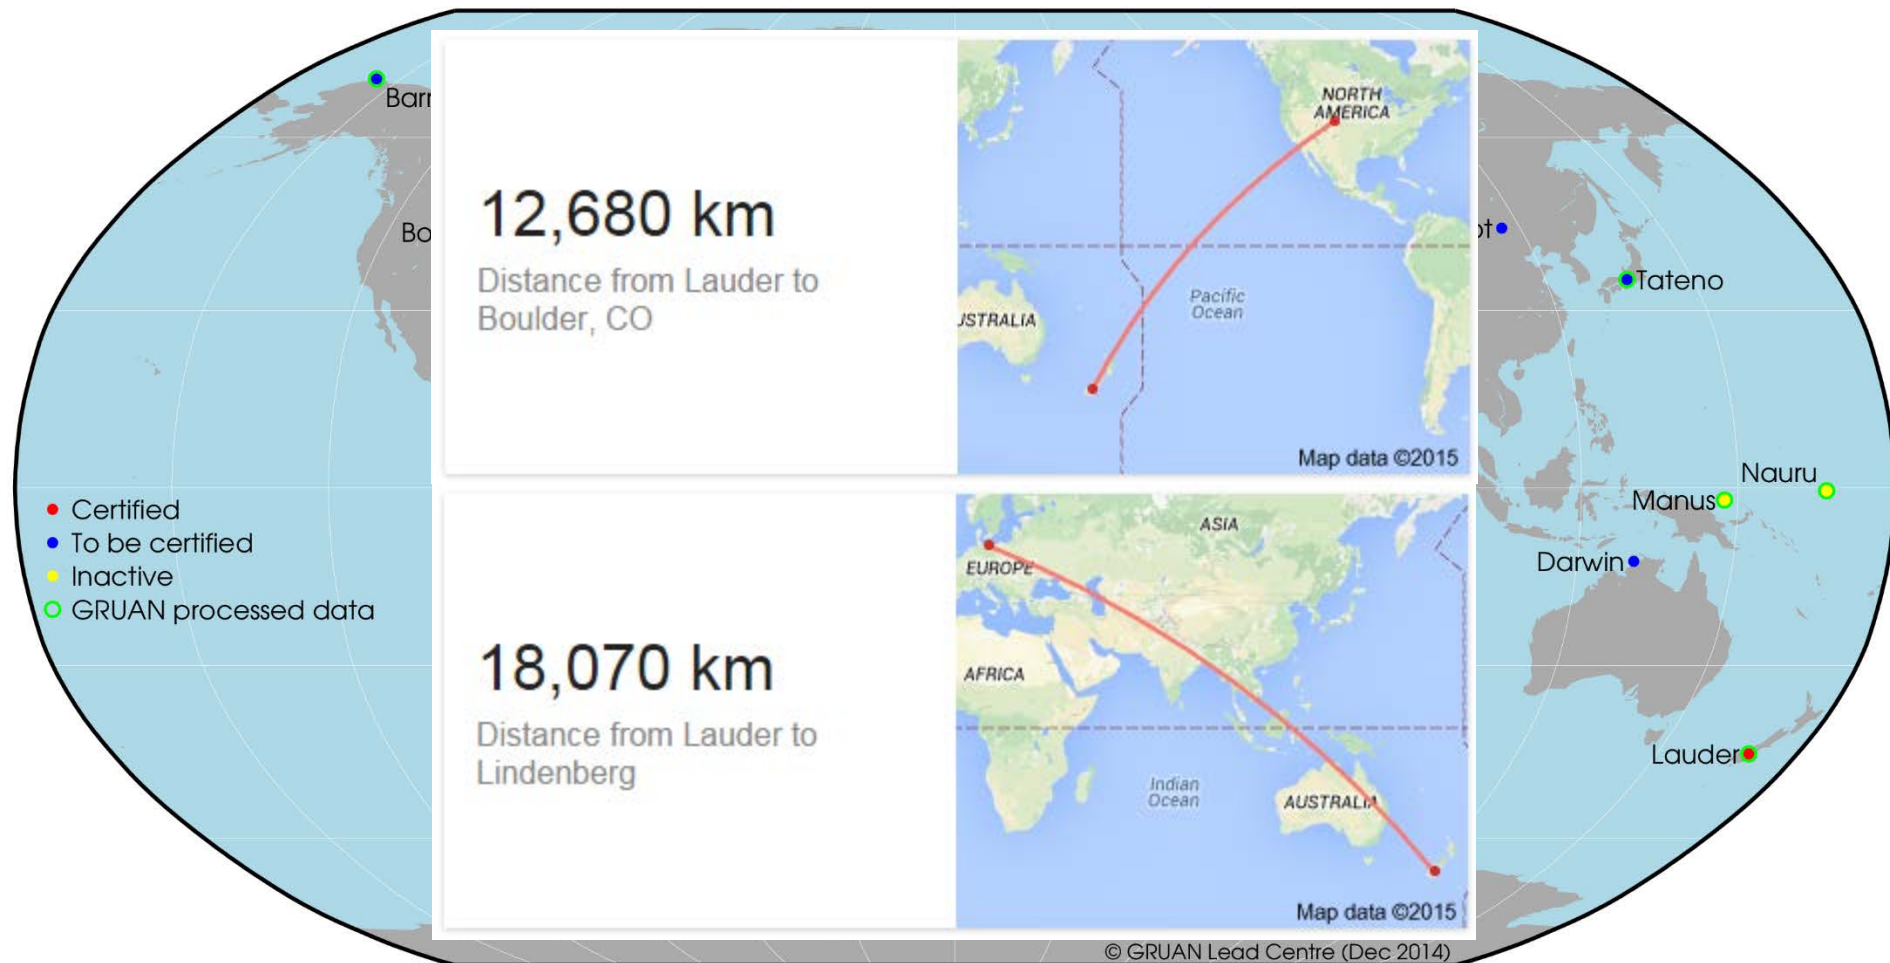 Barr
Bo
12,680 km
Distance from Lauder to
Boulder, CO
NORTH
AMERICA
Pacific
Ocean
USTRALIA
Map data ©2015
ot
Tateno
Nauru
Manus
Darwin
Lauder
Certified
To be certified
Inactive
GRUAN processed data
18,070 km
Distance from Lauder to
Lindenberg
ASIA
EUROPE
AFRICA
Indian
Ocean
AUSTRALIA
Map data ©2015
© GRUAN Lead Centre (Dec 2014)